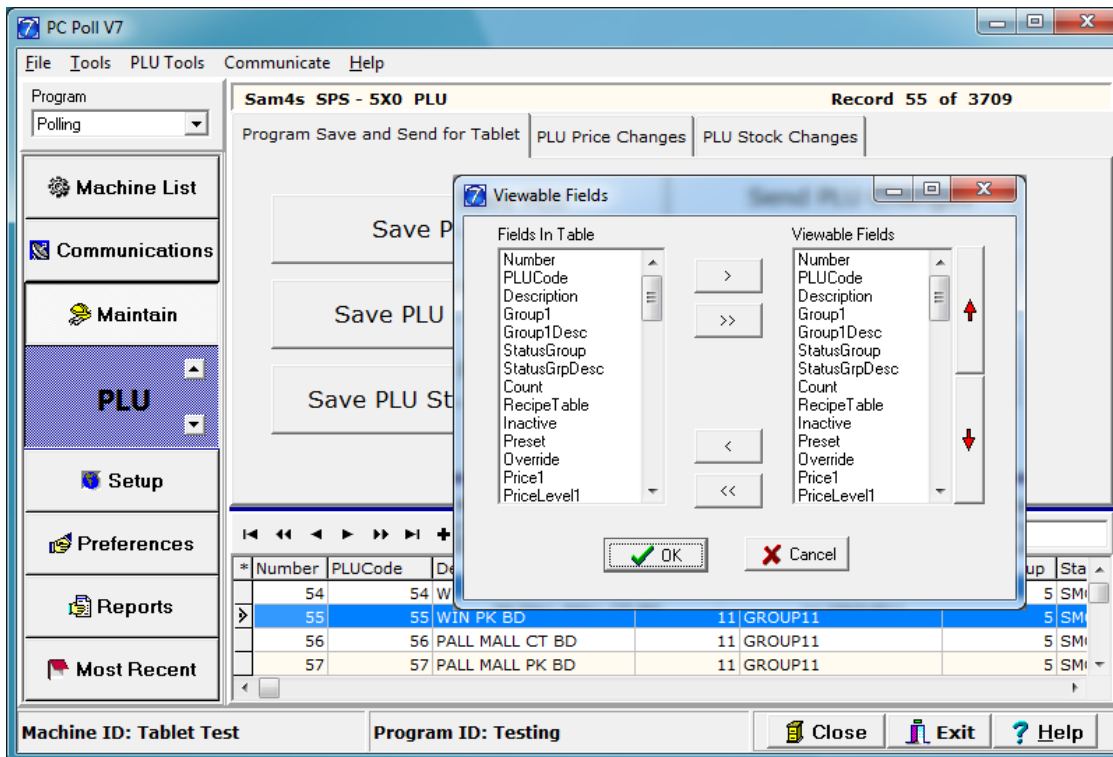 PC Poll V7
File Tools PLU Tools Communicate Help
Program
Polling
Machine List
Communications
Maintain
PLU
Setup
Preferences
Reports
Most Recent
Sam4s SPS - 5X0 PLU Record 55 of 3709
Program Save and Send for Tablet PLU Price Changes PLU Stock Changes
Save P
Save PLU
Save PLU St
Viewable Fields
Fields In Table
Number
PLUCode
Description
Group1
Group1Desc
StatusGroup
StatusGrpDesc
Count
RecipeTable
Inactive
Preset
Override
Price1
PriceLevel1
>
>>
<
<<
Viewable Fields
Number
PLUCode
Description
Group1
Group1Desc
StatusGroup
StatusGrpDesc
Count
RecipeTable
Inactive
Preset
Override
Price1
PriceLevel1
OK Cancel
* Number PLUCode De up Sta
54 54 W 5 SM
55 55 WIN PK BD 11 GROUP11 5 SM
56 56 PALL MALL CT BD 11 GROUP11 5 SM
57 57 PALL MALL PK BD 11 GROUP11 5 SM
Machine ID: Tablet Test Program ID: Testing Close Exit Help